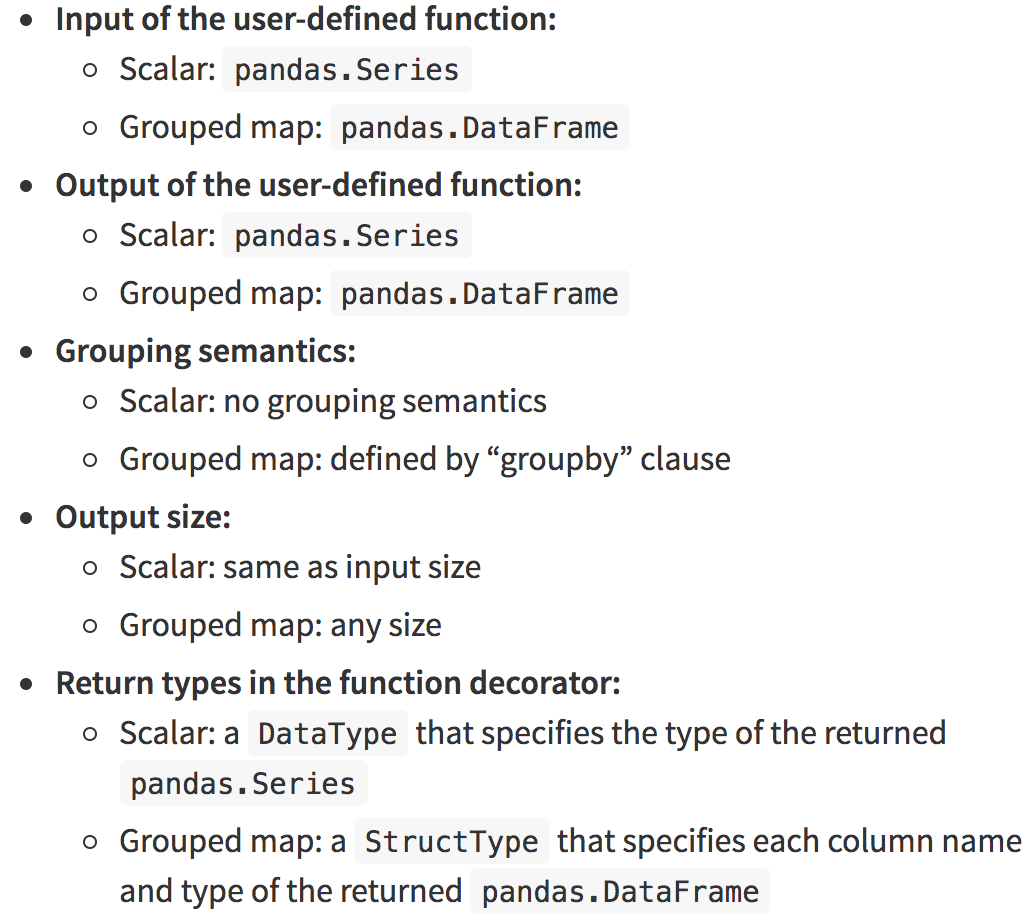 Input of the user-defined function:
Scalar: pandas.Series
Grouped map: pandas.DataFrame
Output of the user-defined function:
Scalar: pandas.Series
Grouped map: pandas.DataFrame
Grouping semantics:
Scalar: no grouping semantics
Grouped map: defined by “groupby” clause
Output size:
Scalar: same as input size
Grouped map: any size
Return types in the function decorator:
Scalar: a DataType that specifies the type of the returned
pandas.Series
Grouped map: a StructType that specifies each column name
and type of the returned pandas.DataFrame